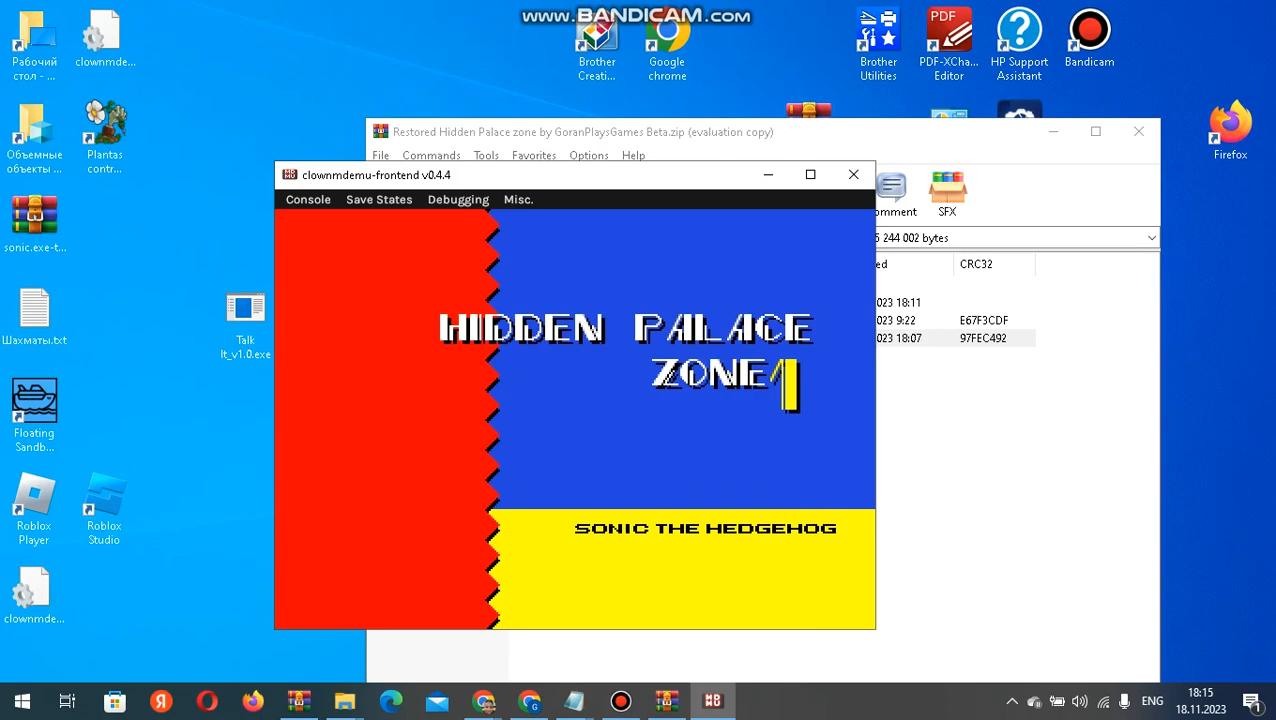 www.BANDICAM.com
Рабочий
стол - ...
clownmde...
Brother
Creati...
Google
chrome
Brother
Utilities
PDF
PDF-XCha...
Editor
HP Support
Assistant
Bandicam
Объемные
объекты ...
Plantas
contr...
Firefox
sonic.exe-t...
Шахматы.txt
Talk
It_v1.0.exe
Floating
Sandb...
Roblox
Player
Roblox
Studio
clownmde...
Restored Hidden Palace zone by GoranPlaysGames Beta.zip (evaluation copy)
File Commands Tools Favorites Options Help
omment
SFX
5 244 002 bytes
ed CRC32
023 18:11
023 9:22 E67F3CDF
023 18:07 97FEC492
clownmdemu-frontend v0.4.4
Console Save States Debugging Misc.
HIDDEN PALACE
ZONE 1
SONIC THE HEDGEHOG
ENG
18:15
18.11.2023
1